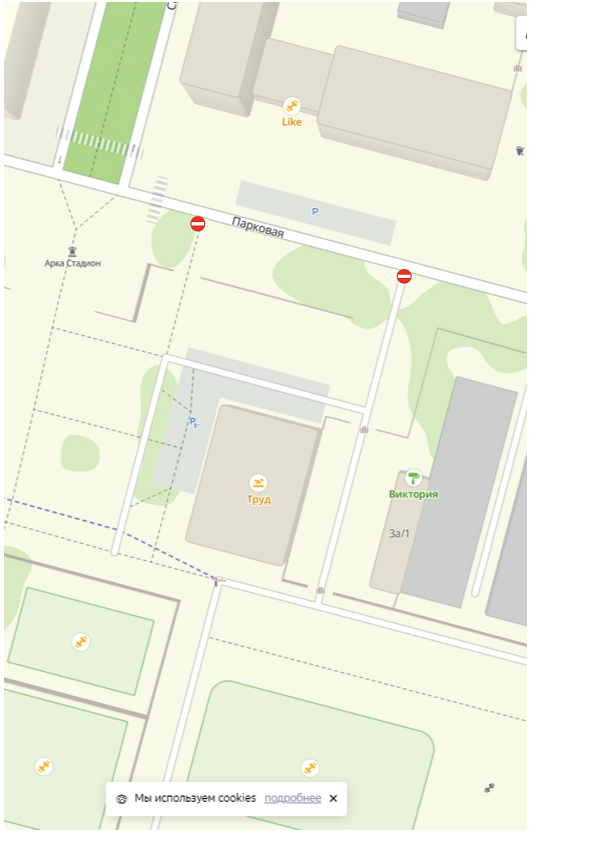 С
Like
P
Парковая
Арка Стадион
P
Труд
Виктория
3а/1
Мы используем cookies подробнее ×